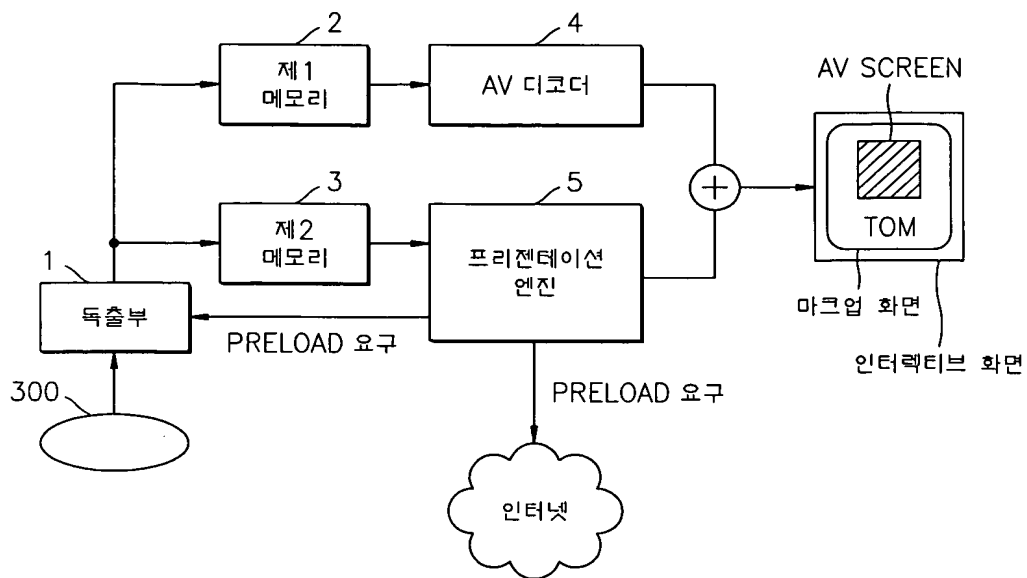 2
제1
메모리
4
AV 디코더
AV SCREEN
TOM
마크업 화면
인터렉티브 화면
3
제2
메모리
5
프리젠테이션
엔진
1
독출부
PRELOAD 요구
300
PRELOAD 요구
인터넷